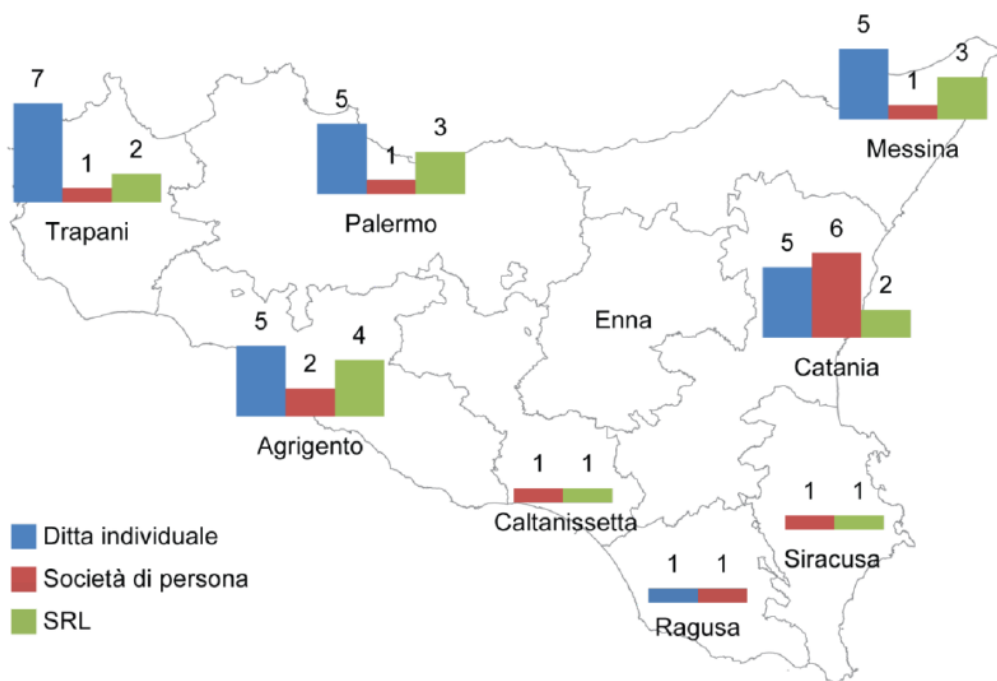 5
1
3
Messina
7
1
2
Trapani
5
1
3
Palermo
5
6
2
Catania
Enna
5
2
4
Agrigento
1 1
Caltanissetta
1 1
Siracusa
1 1
Ragusa
Ditta individuale
Società di persona
SRL